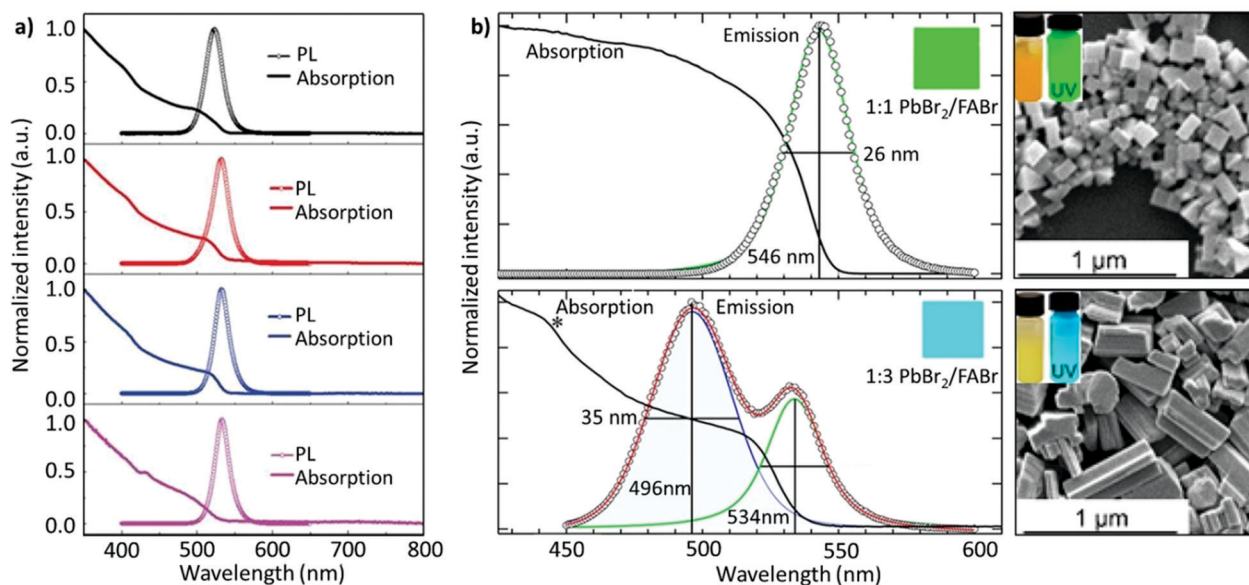 a)
Normalized intensity (a.u.)
1.0
0.5
0.0
PL
Absorption
1.0
0.5
0.0
PL
Absorption
1.0
0.5
0.0
PL
Absorption
1.0
0.5
0.0
PL
Absorption
400 500 600 700 800
Wavelength (nm)
b)
Normalized intensity (a.u.)
Absorption
Emission
1:1 PbBr₂/FABr
26 nm
546 nm
Absorption
Emission
*
1:3 PbBr₂/FABr
35 nm
496nm
534nm
450 500 550 600
Wavelength (nm)
UV
1 µm
UV
1 µm